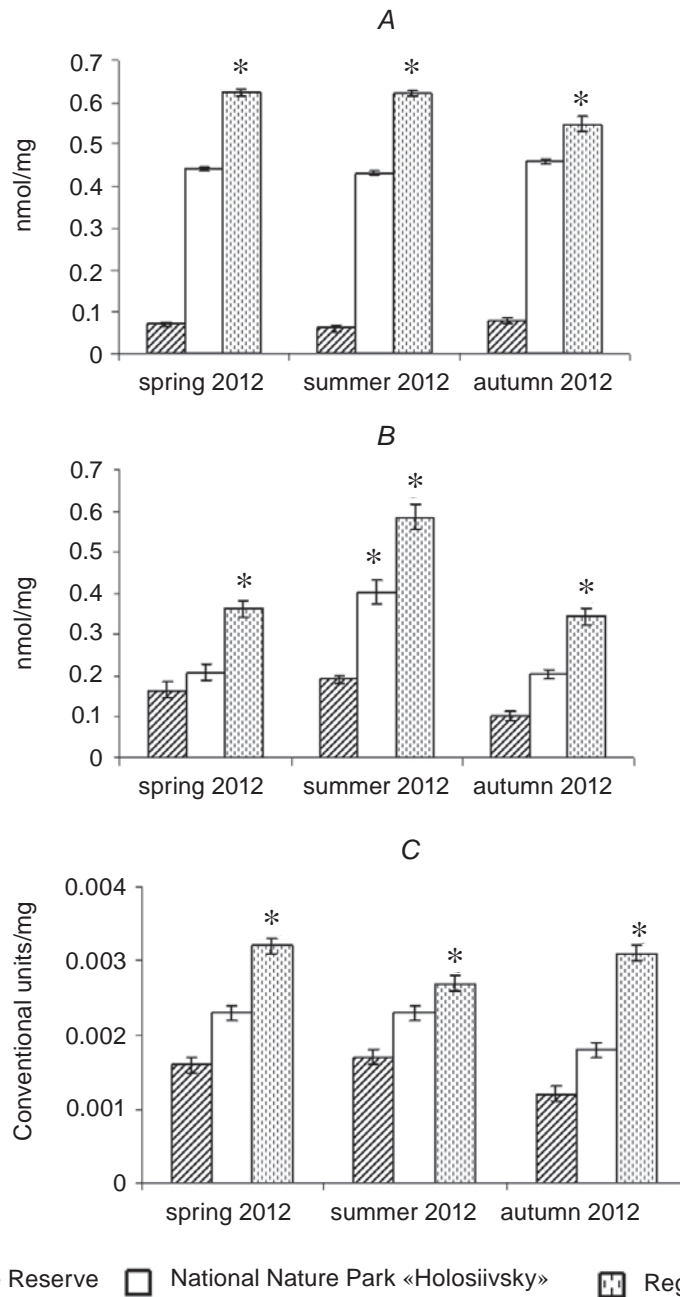 A
nmol/mg
0.7
0.6
0.5
0.4
0.3
0.2
0.1
0
* * *
spring 2012 summer 2012 autumn 2012
B
nmol/mg
0.7
0.6
0.5
0.4
0.3
0.2
0.1
0
* * * *
spring 2012 summer 2012 autumn 2012
C
Conventional units/mg
0.004
0.003
0.002
0.001
0
* * *
spring 2012 summer 2012 autumn 2012
Reserve National Nature Park «Holosiivsky» Reg